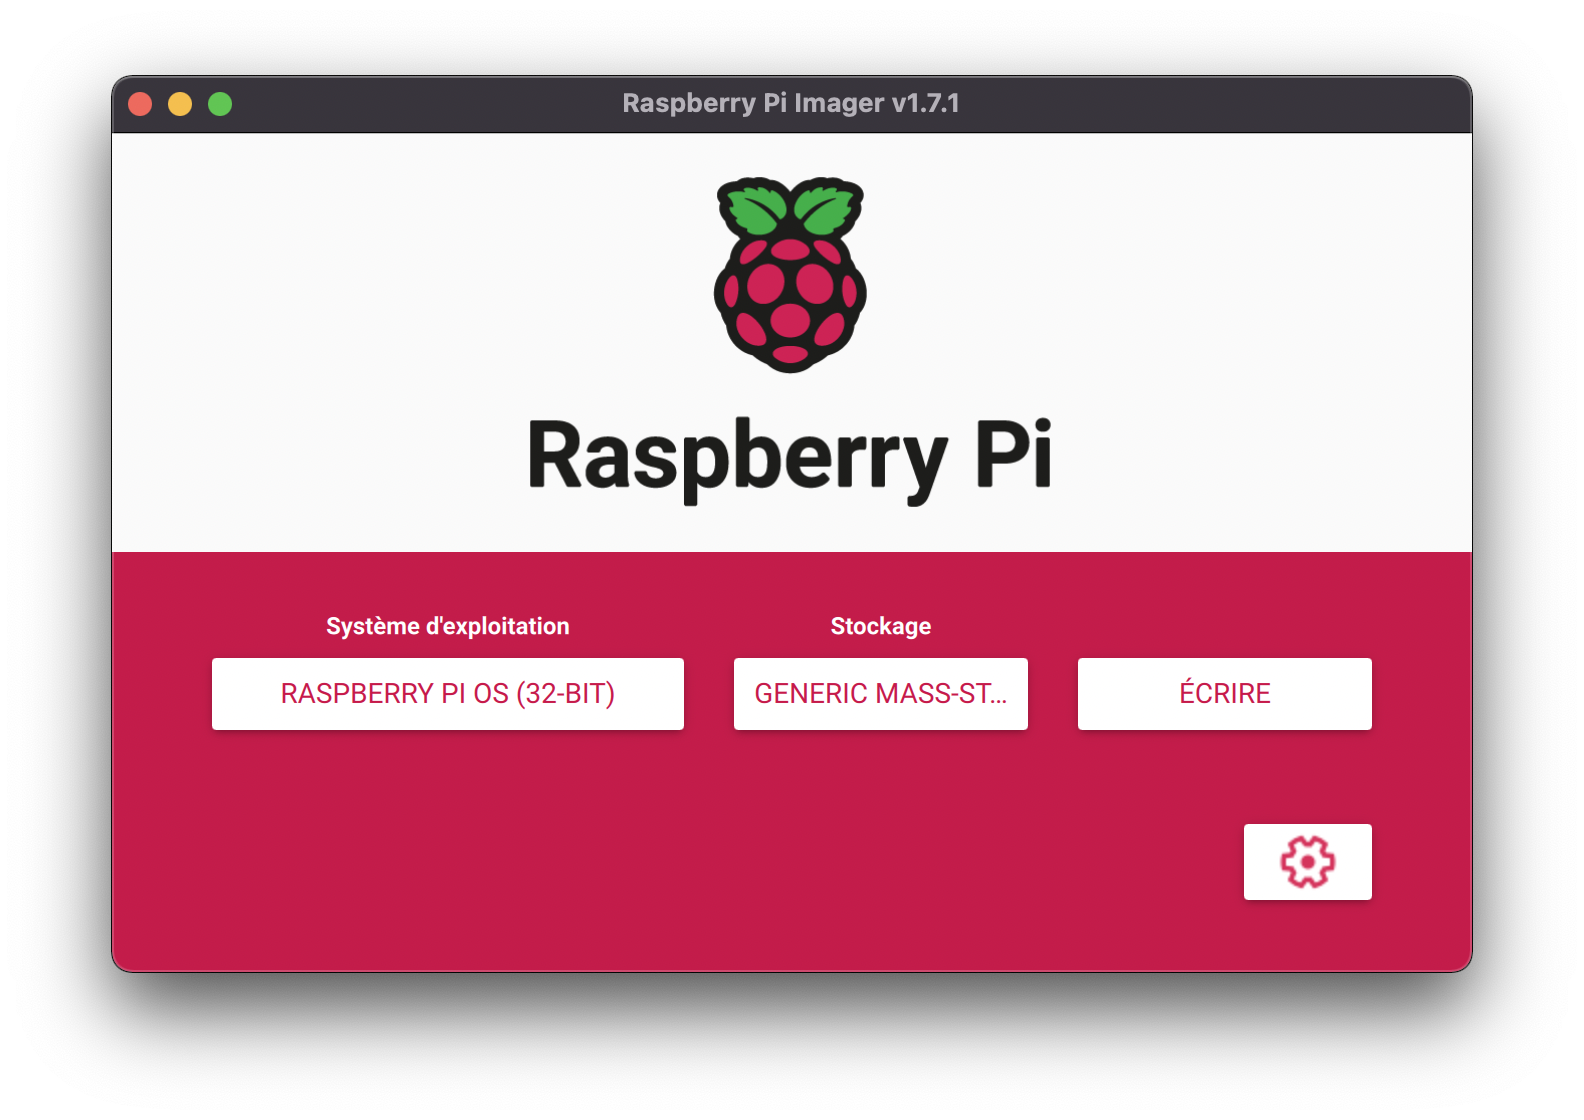 Raspberry Pi Imager v1.7.1
Raspberry Pi
Système d'exploitation
Stockage
RASPBERRY PI OS (32-BIT)
GENERIC MASS-ST...
ÉCRIRE